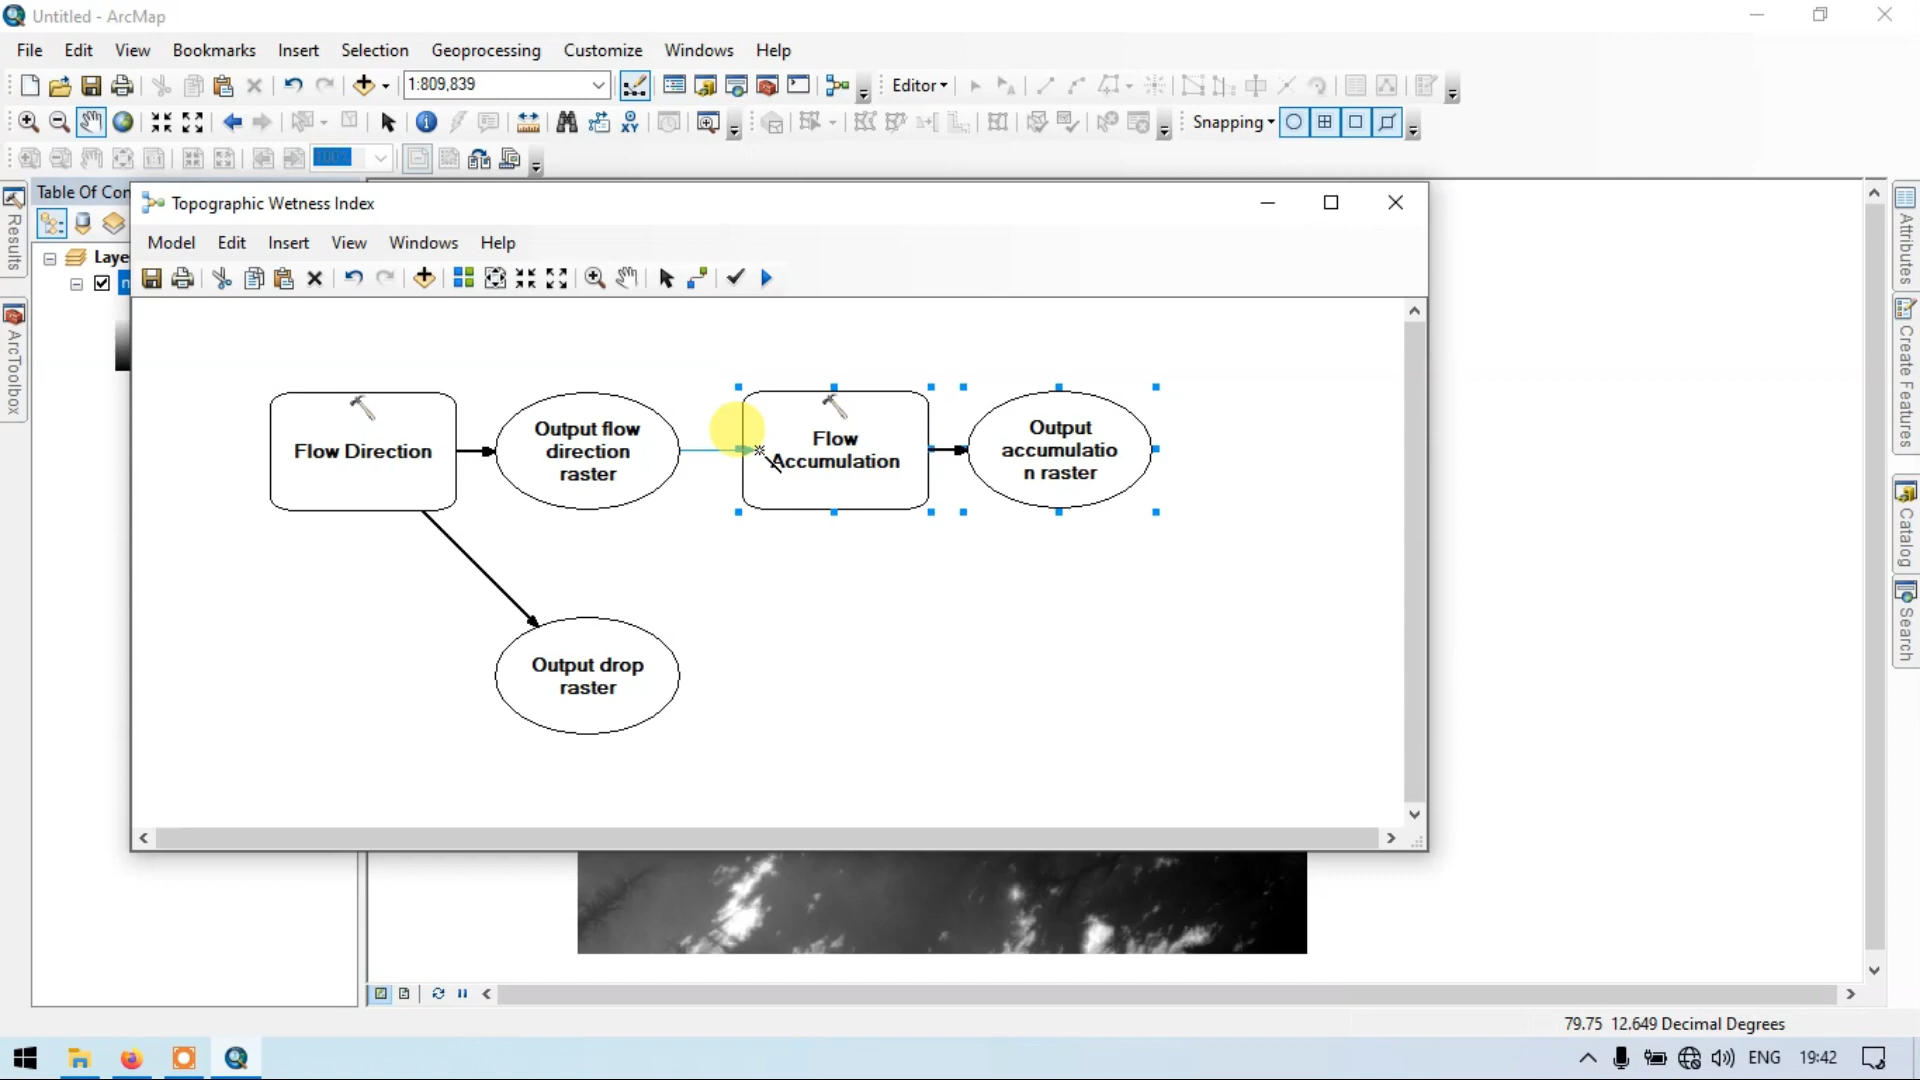 Untitled - ArcMap
File Edit View Bookmarks Insert Selection Geoprocessing Customize Windows Help
1:809,839
Editor
Snapping
100%
Table Of Con
Topographic Wetness Index
Model Edit Insert View Windows Help
Laye
Results
ArcToolbox
Attributes
Create Features
Catalog
Search
Flow Direction
Output flow
direction
raster
Flow
Accumulation
Output
accumulatio
n raster
Output drop
raster
79.75 12.649 Decimal Degrees
ENG
19:42